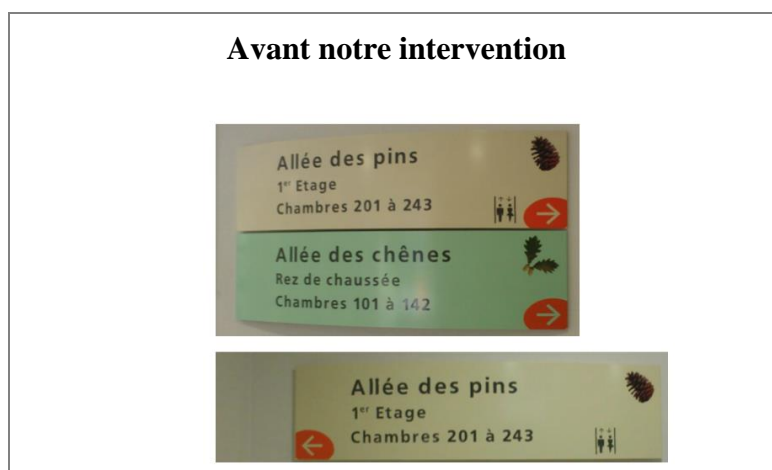 Avant notre intervention
Allée des pins
1er Etage
Chambres 201 à 243
Allée des chênes
Rez de chaussée
Chambres 101 à 142
Allée des pins
1er Etage
Chambres 201 à 243